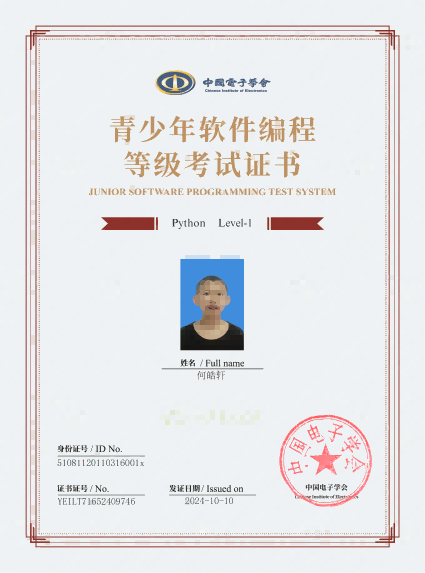 中國電子學會
Chinese Institute of Electronics
青少年软件编程
等级考试证书
JUNIOR SOFTWARE PROGRAMMING TEST SYSTEM
Python Level-1
姓名 / Full name
何皓轩
身份证号 / ID No.
51081120110316001x
证书证号 / No.
YEILT71652409746
发证日期 / Issued on
2024-10-10
中国电子学会
中国电子学会
Chinese Institute of Electronics